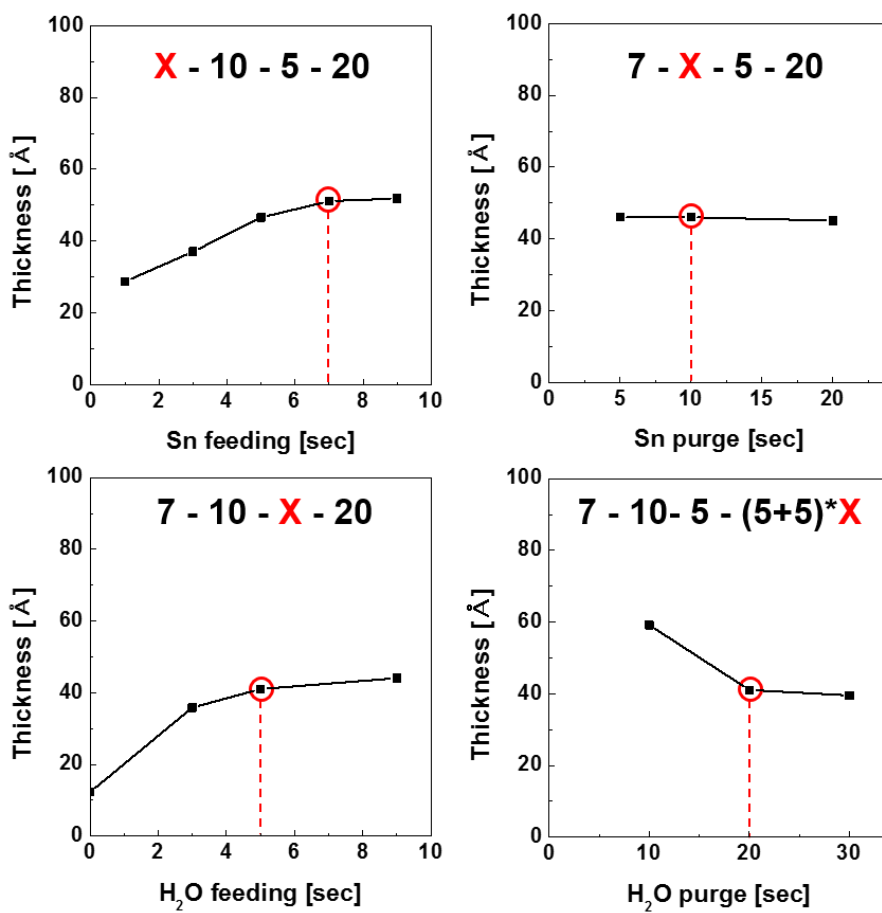 X - 10 - 5 - 20
Thickness [Å]
100
80
60
40
20
0
0 2 4 6 8 10
Sn feeding [sec]
7 - X - 5 - 20
Thickness [Å]
100
80
60
40
20
0
5 10 15 20
Sn purge [sec]
7 - 10 - X - 20
Thickness [Å]
100
80
60
40
20
0
0 2 4 6 8 10
H₂O feeding [sec]
7 - 10- 5 - (5+5)*X
Thickness [Å]
100
80
60
40
20
0
0 10 20 30
H₂O purge [sec]